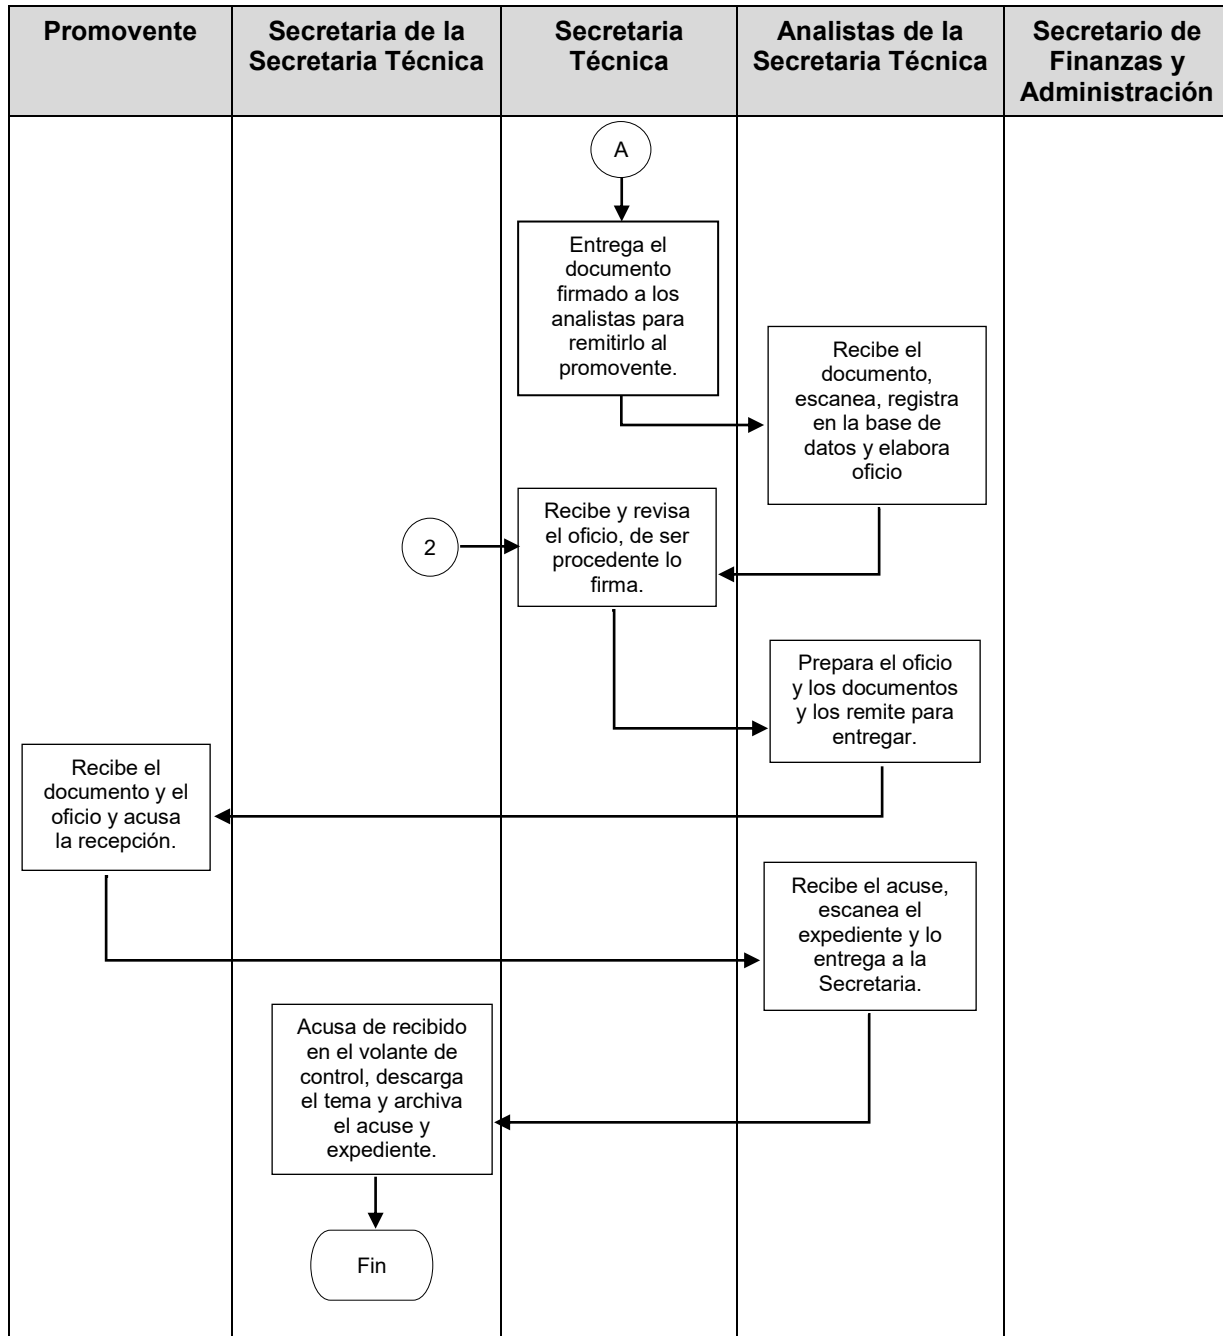 Promovente
Secretaria de la
Secretaria Técnica
Secretaria
Técnica
Analistas de la
Secretaria Técnica
Secretario de
Finanzas y
Administración
A
Entrega el
documento
firmado a los
analistas para
remitirlo al
promovente.
Recibe el
documento,
escanea, registra
en la base de
datos y elabora
oficio
2
Recibe y revisa
el oficio, de ser
procedente lo
firma.
Prepara el oficio
y los documentos
y los remite para
entregar.
Recibe el
documento y el
oficio y acusa
la recepción.
Recibe el acuse,
escanea el
expediente y lo
entrega a la
Secretaria.
Acusa de recibido
en el volante de
control, descarga
el tema y archiva
el acuse y
expediente.
Fin